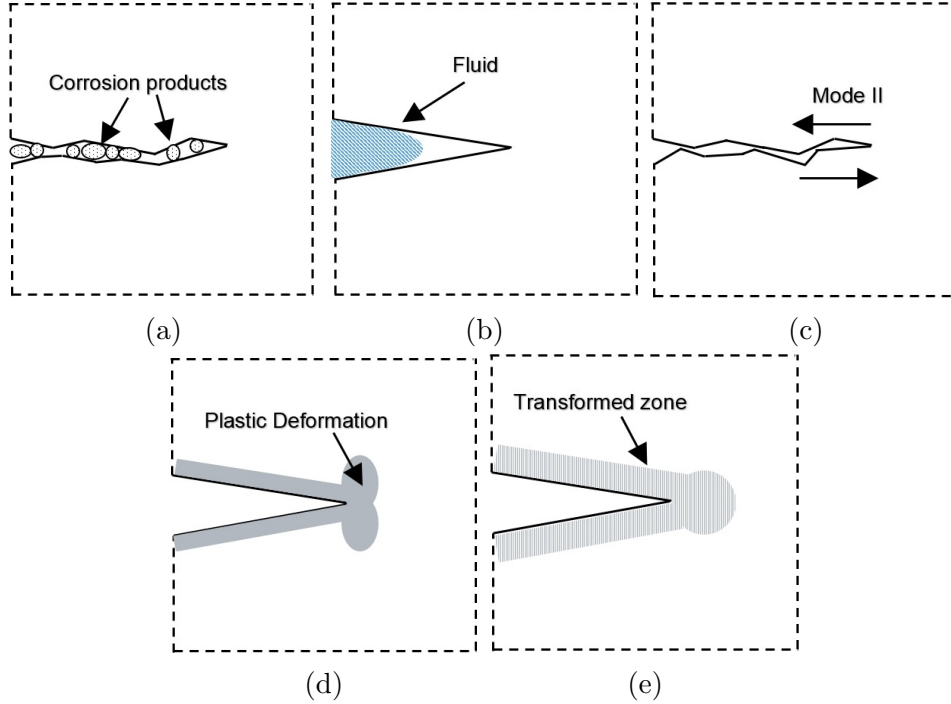 Corrosion products
Fluid
Mode II
(a)
(b)
(c)
Plastic Deformation
Transformed zone
(d)
(e)